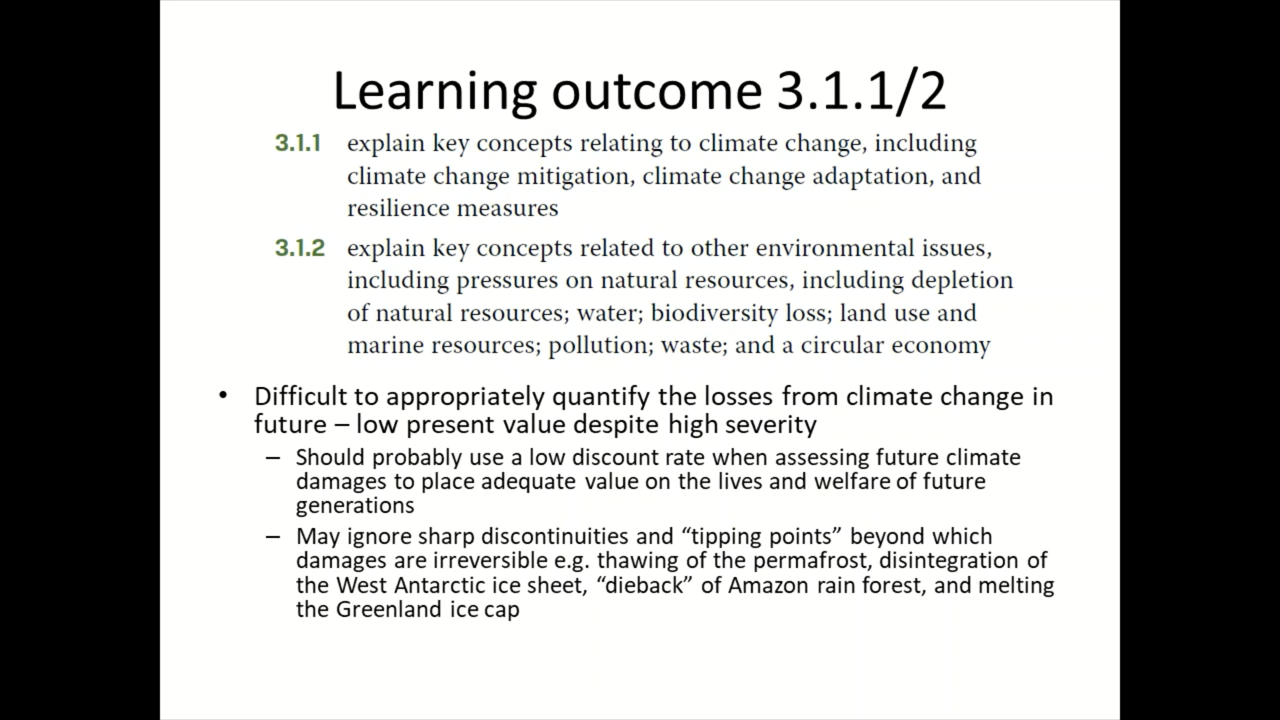 Learning outcome 3.1.1/2
3.1.1 explain key concepts relating to climate change, including
climate change mitigation, climate change adaptation, and
resilience measures
3.1.2 explain key concepts related to other environmental issues,
including pressures on natural resources, including depletion
of natural resources; water; biodiversity loss; land use and
marine resources; pollution; waste; and a circular economy
• Difficult to appropriately quantify the losses from climate change in
future – low present value despite high severity
– Should probably use a low discount rate when assessing future climate
damages to place adequate value on the lives and welfare of future
generations
– May ignore sharp discontinuities and “tipping points” beyond which
damages are irreversible e.g. thawing of the permafrost, disintegration of
the West Antarctic ice sheet, “dieback” of Amazon rain forest, and melting
the Greenland ice cap